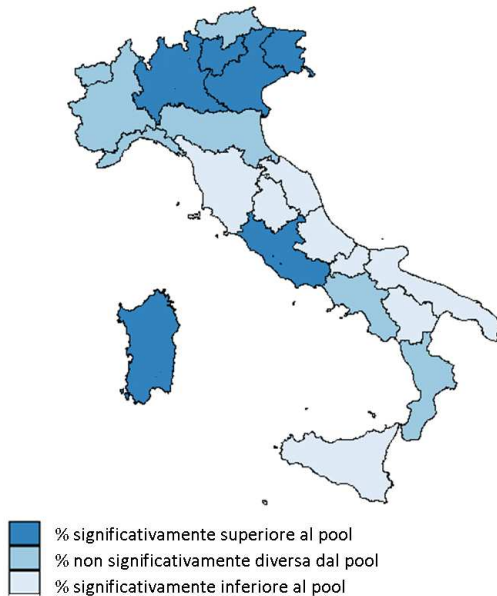 % significativamente superiore al pool
% non significativamente diversa dal pool
% significativamente inferiore al pool